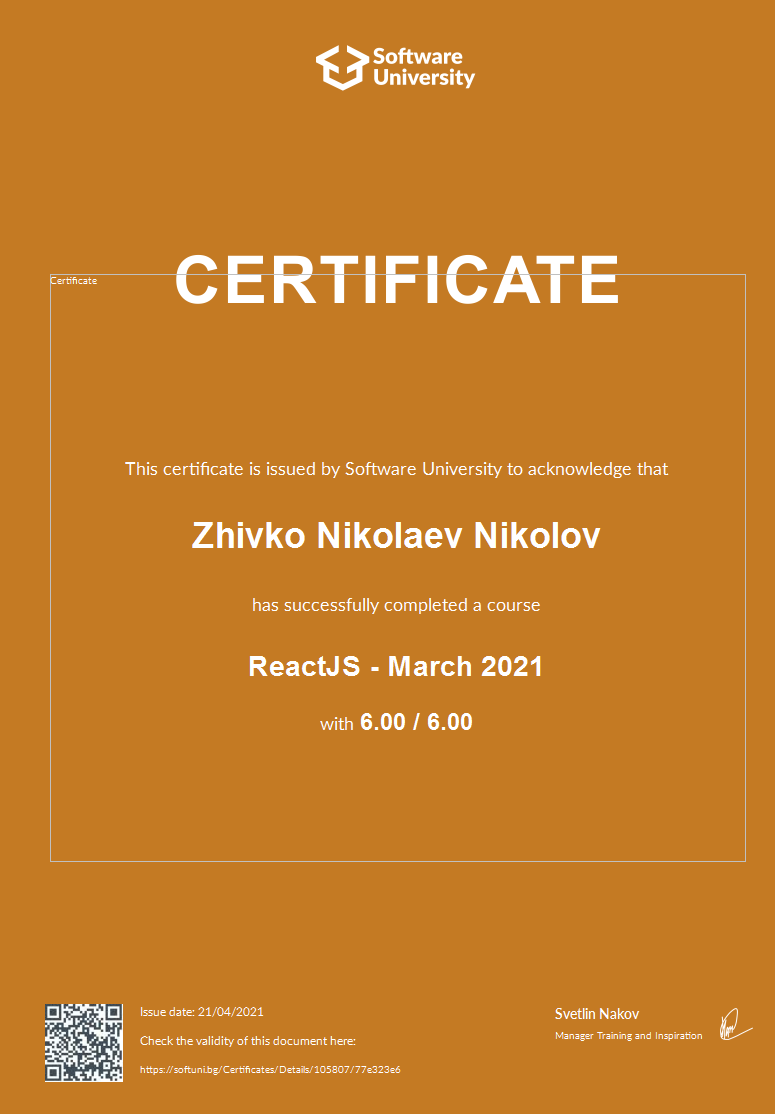 Software
University
CERTIFICATE
Certificate
This certificate is issued by Software University to acknowledge that
Zhivko Nikolaev Nikolov
has successfully completed a course
ReactJS - March 2021
with 6.00 / 6.00
Issue date: 21/04/2021
Check the validity of this document here:
https://softuni.bg/Certificates/Details/105807/77e323e6
Svetlin Nakov
Manager Training and Inspiration